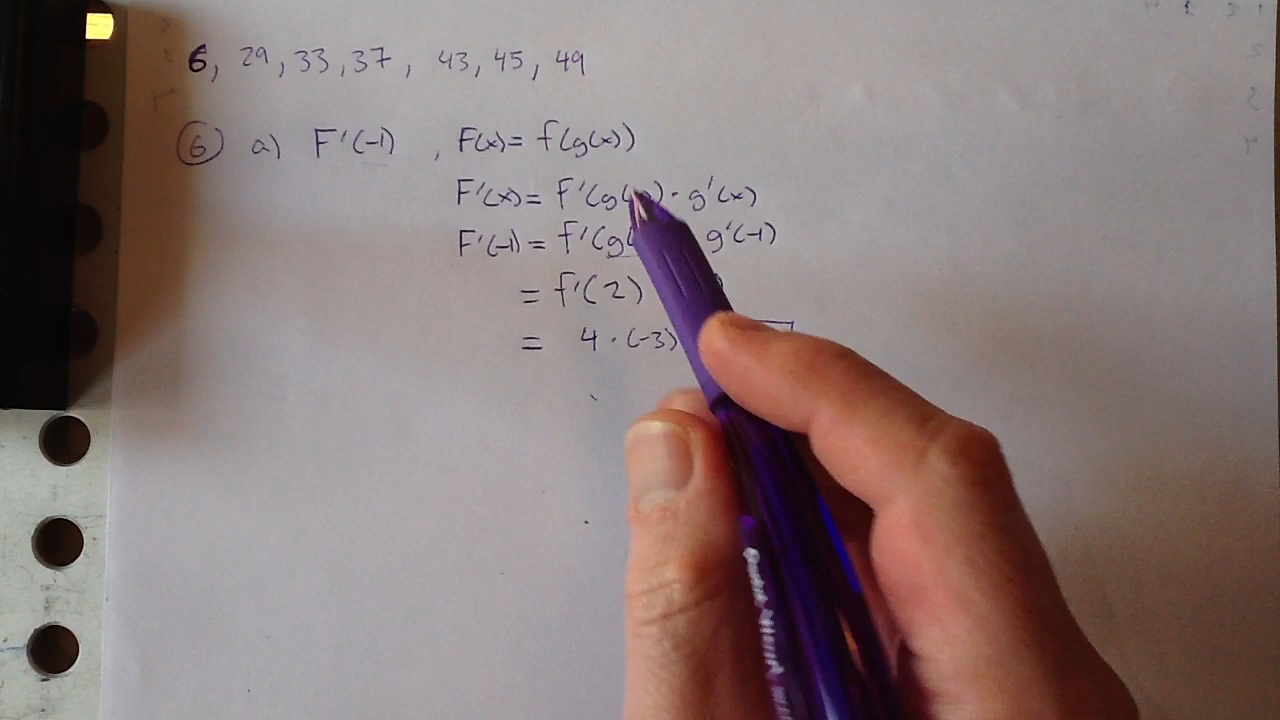 6, 29, 33, 37, 43, 45, 49
6 a) F'(-1) , F(x) = f(g(x))
F'(x) = f'(g( ) · g'(x)
F'(-1) = f'(g( g'(-1)
= f'(2)
= 4 · (-3)